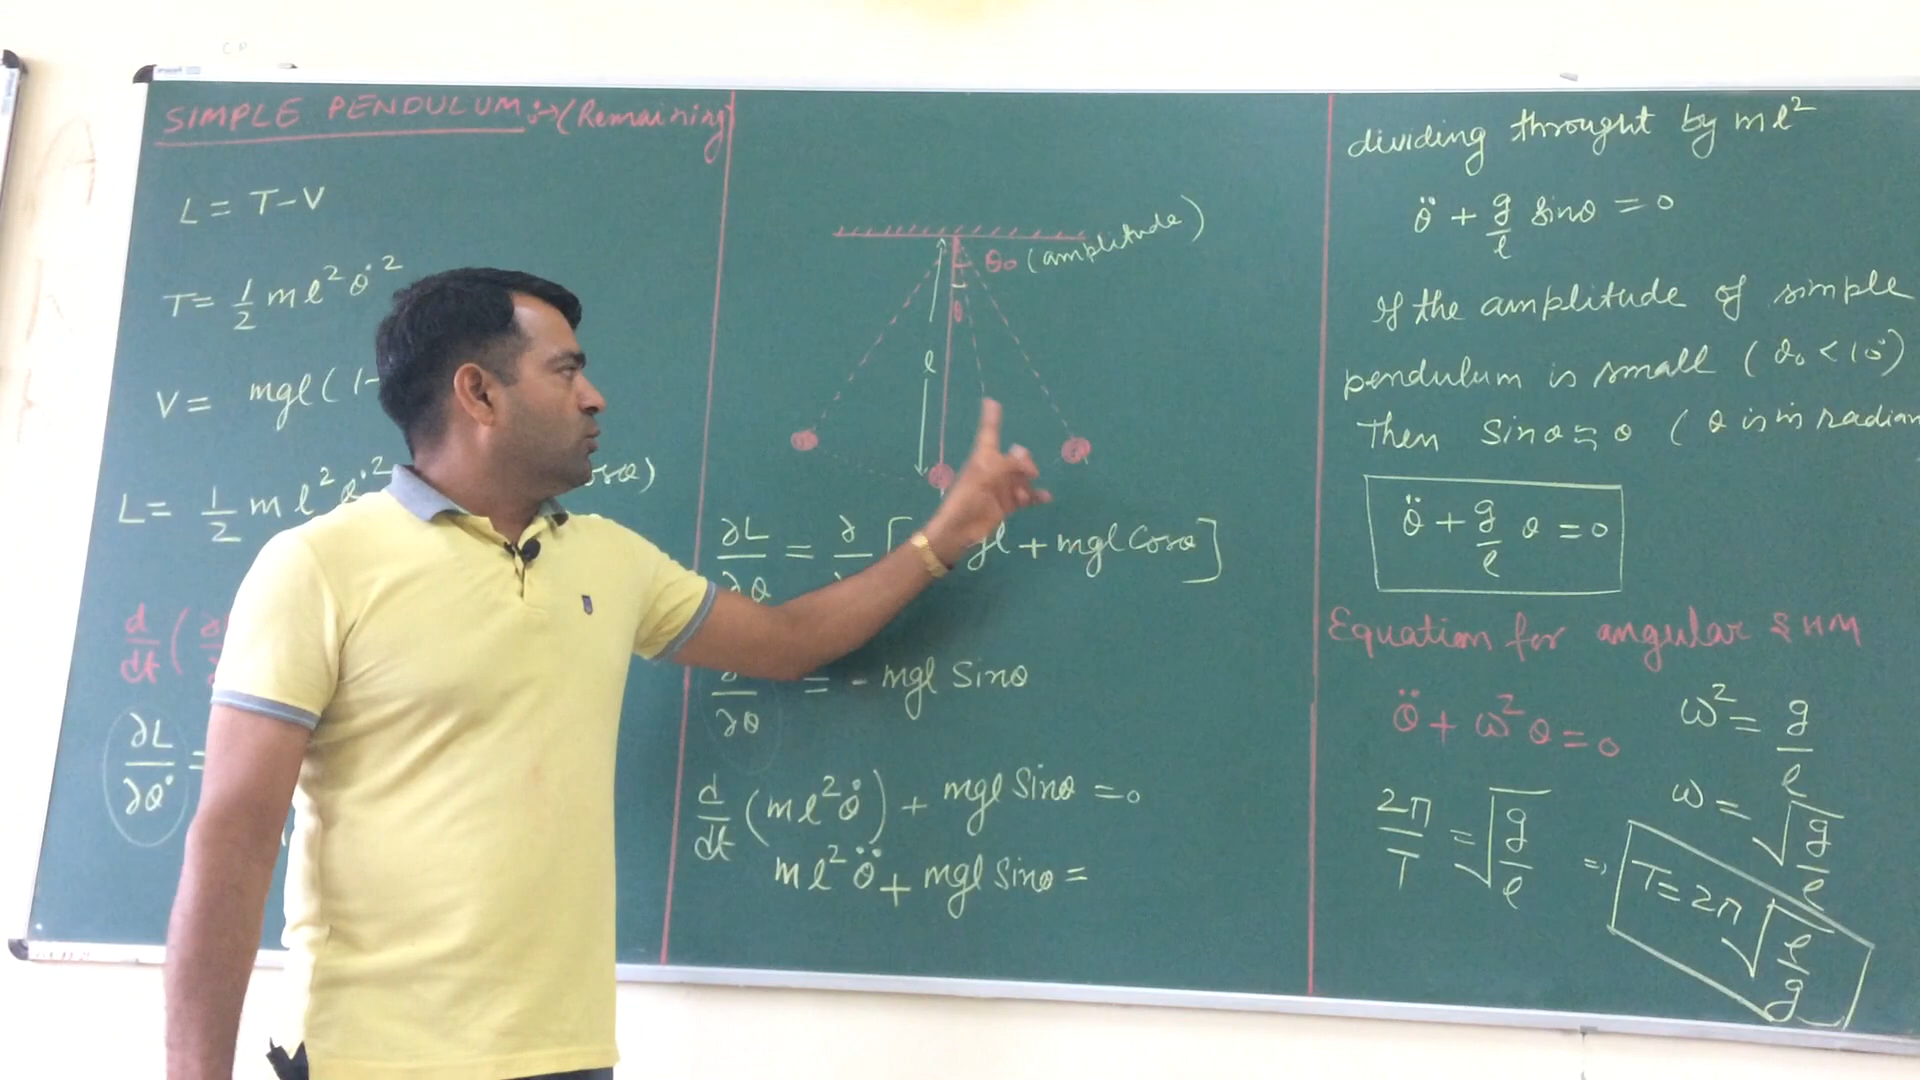 SIMPLE PENDULUM :→ (Remaining)
L = T - V
T = 1/2 m l² θ̇²
V = mgl (1-
L = 1/2 m l² θ̇² osθ)
d/dt ( ∂
∂L/∂θ̇ =
θ₀ (amplitude)
θ
l
∂L/∂θ = ∂/∂ [ gl + mgl Cosθ ]
∂/∂θ = - mgl Sinθ
d/dt (m l² θ̇) + mgl Sinθ = 0
m l² θ̈ + mgl Sinθ =
dividing throught by m l²
θ̈ + g/l sinθ = 0
If the amplitude of simple
pendulum is small (θ₀ < 10°)
Then Sinθ ≈ θ ( θ is in radian
θ̈ + g/l θ = 0
Equation for angular SHM
θ̈ + ω² θ = 0
ω² = g/l
ω = √g/l
2π/T = √g/l ⇒ T = 2π √l/g